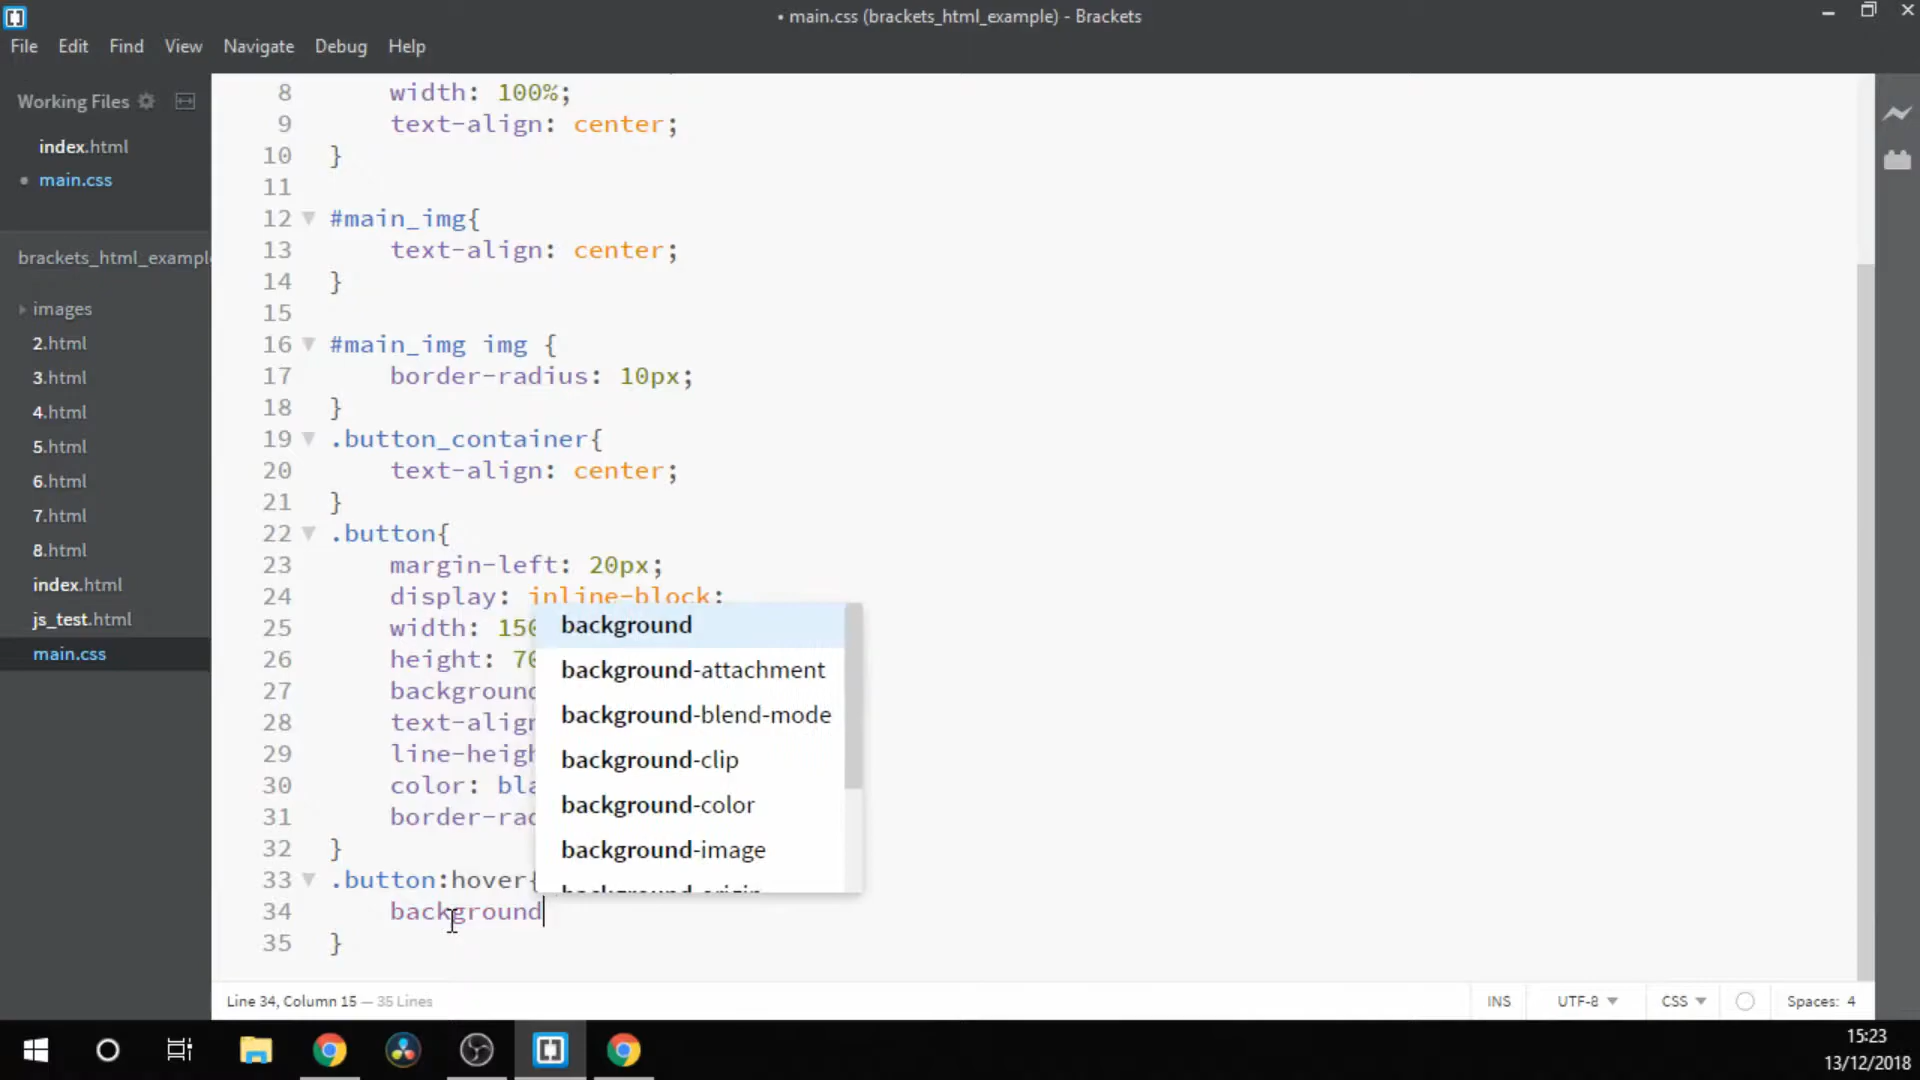 • main.css (brackets_html_example) - Brackets
File Edit Find View Navigate Debug Help
Working Files
index.html
• main.css
brackets_html_exampl
images
2.html
3.html
4.html
5.html
6.html
7.html
8.html
index.html
js_test.html
main.css
8 width: 100%;
9 text-align: center;
10 }
11
12 #main_img{
13 text-align: center;
14 }
15
16 #main_img img {
17 border-radius: 10px;
18 }
19 .button_container{
20 text-align: center;
21 }
22 .button{
23 margin-left: 20px;
24 display: inline-block;
25 width: 150
26 height: 70
27 background
28 text-align
29 line-heigh
30 color: bla
31 border-rad
32 }
33 .button:hover{
34 background
35 }
background
background-attachment
background-blend-mode
background-clip
background-color
background-image
background-origin
Line 34, Column 15 — 35 Lines
INS UTF-8 CSS Spaces: 4
15:23
13/12/2018